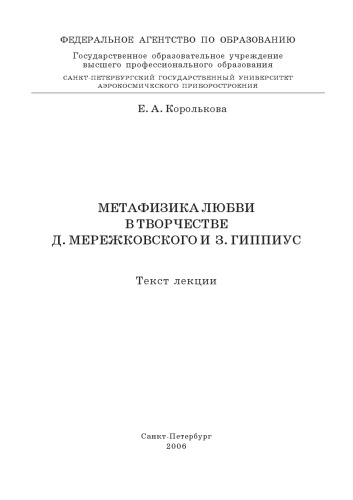 ФЕДЕРАЛЬНОЕ АГЕНТСТВО ПО ОБРАЗОВАНИЮ
Государственное образовательное учреждение
высшего профессионального образования
САНКТ-ПЕТЕРБУРГСКИЙ ГОСУДАРСТВЕННЫЙ УНИВЕРСИТЕТ
АЭРОКОСМИЧЕСКОГО ПРИБОРОСТРОЕНИЯ
Е. А. Королькова
МЕТАФИЗИКА ЛЮБВИ
В ТВОРЧЕСТВЕ
Д. МЕРЕЖКОВСКОГО И З. ГИППИУС
Текст лекции
Санкт-Петербург
2006